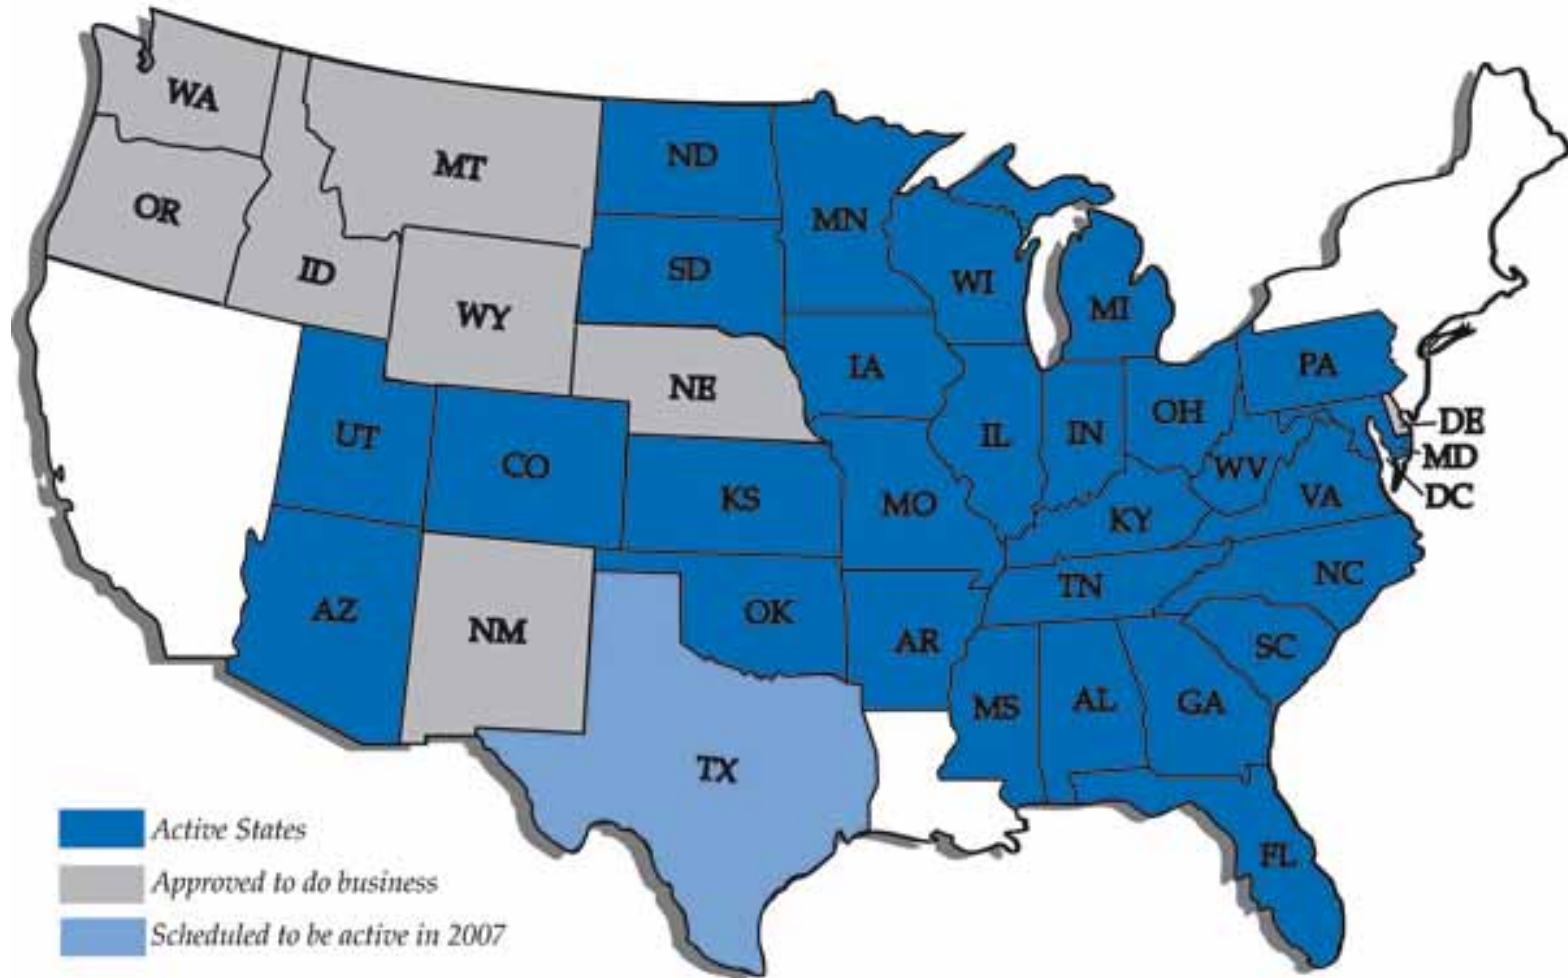 WA
MT
ND
OR
MN
ID
SD
WI
WY
MI
IA
PA
NE
OH
DE
UT
IL
IN
CO
MD
WV
KS
MO
VA
DC
KY
AZ
NC
TN
OK
NM
AR
SC
MS
AL
GA
TX
Active States
FL
Approved to do business
Scheduled to be active in 2007